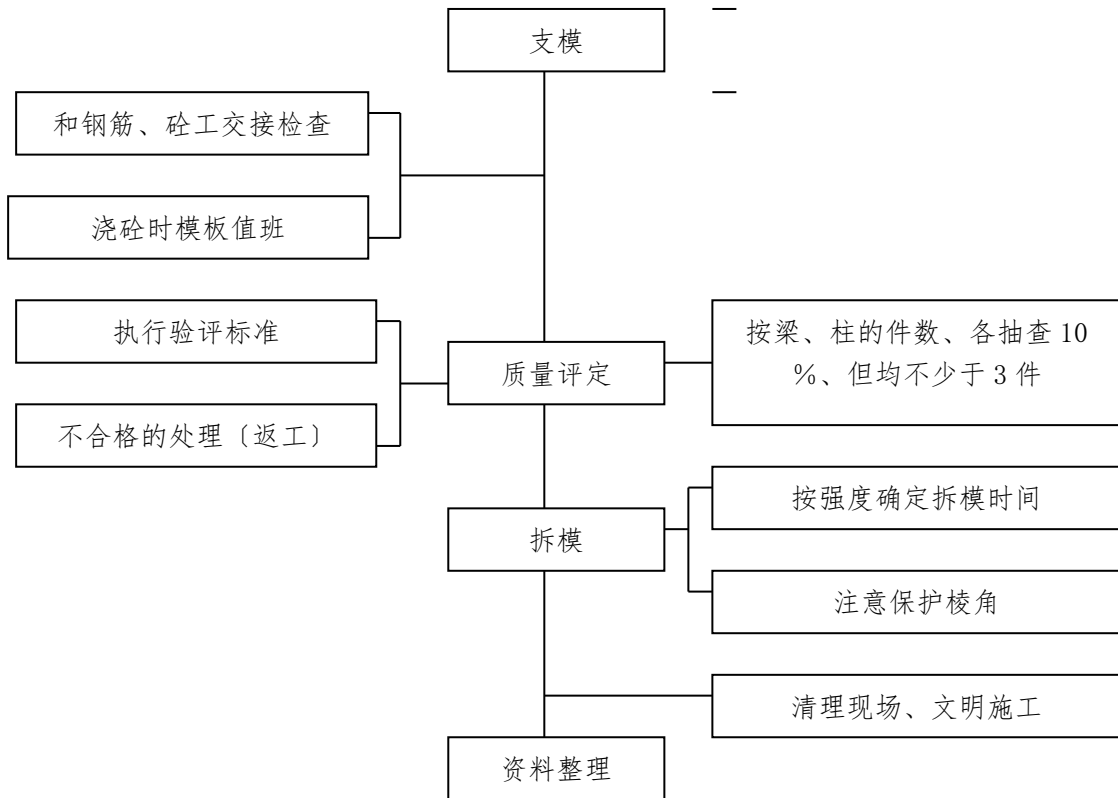 支模
和钢筋、砼工交接检查
浇砼时模板值班
执行验评标准
按梁、柱的件数、各抽查 10
%、但均不少于 3 件
质量评定
不合格的处理〔返工〕
按强度确定拆模时间
拆模
注意保护棱角
清理现场、文明施工
资料整理